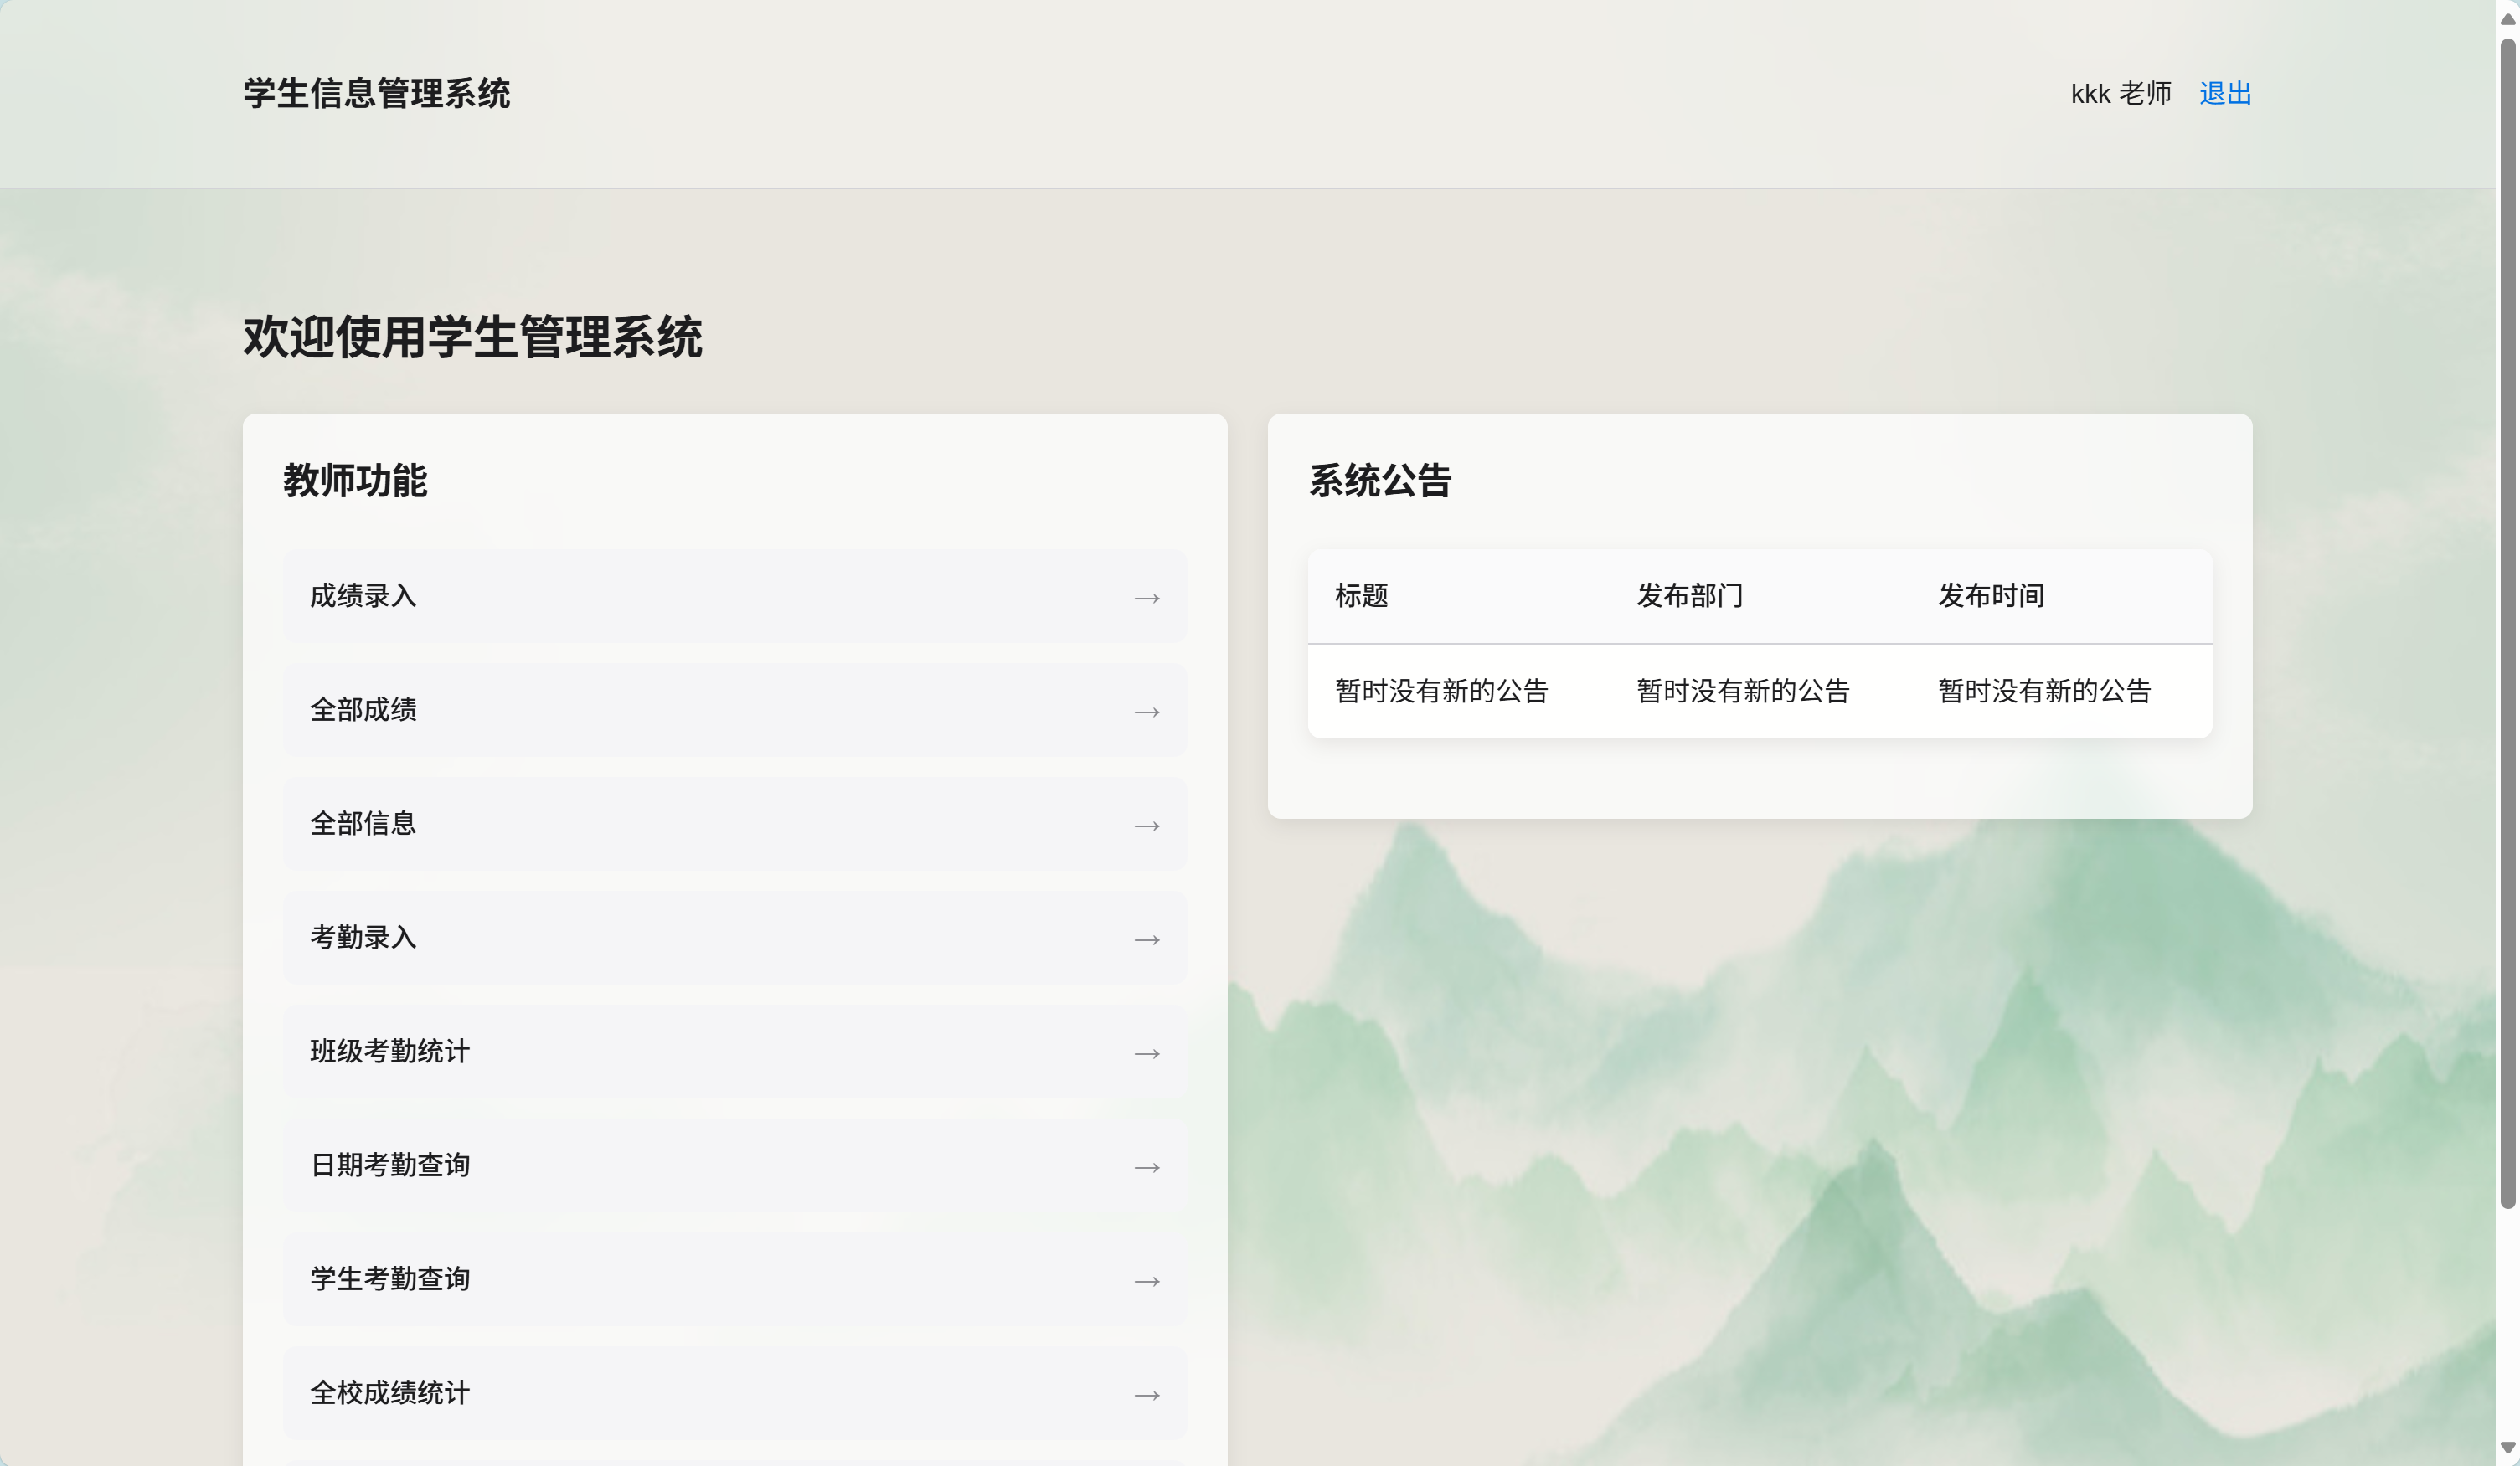 学生信息管理系统
kkk 老师 退出
欢迎使用学生管理系统
教师功能
成绩录入 →
全部成绩 →
全部信息 →
考勤录入 →
班级考勤统计 →
日期考勤查询 →
学生考勤查询 →
全校成绩统计 →
系统公告
标题 发布部门 发布时间
暂时没有新的公告 暂时没有新的公告 暂时没有新的公告